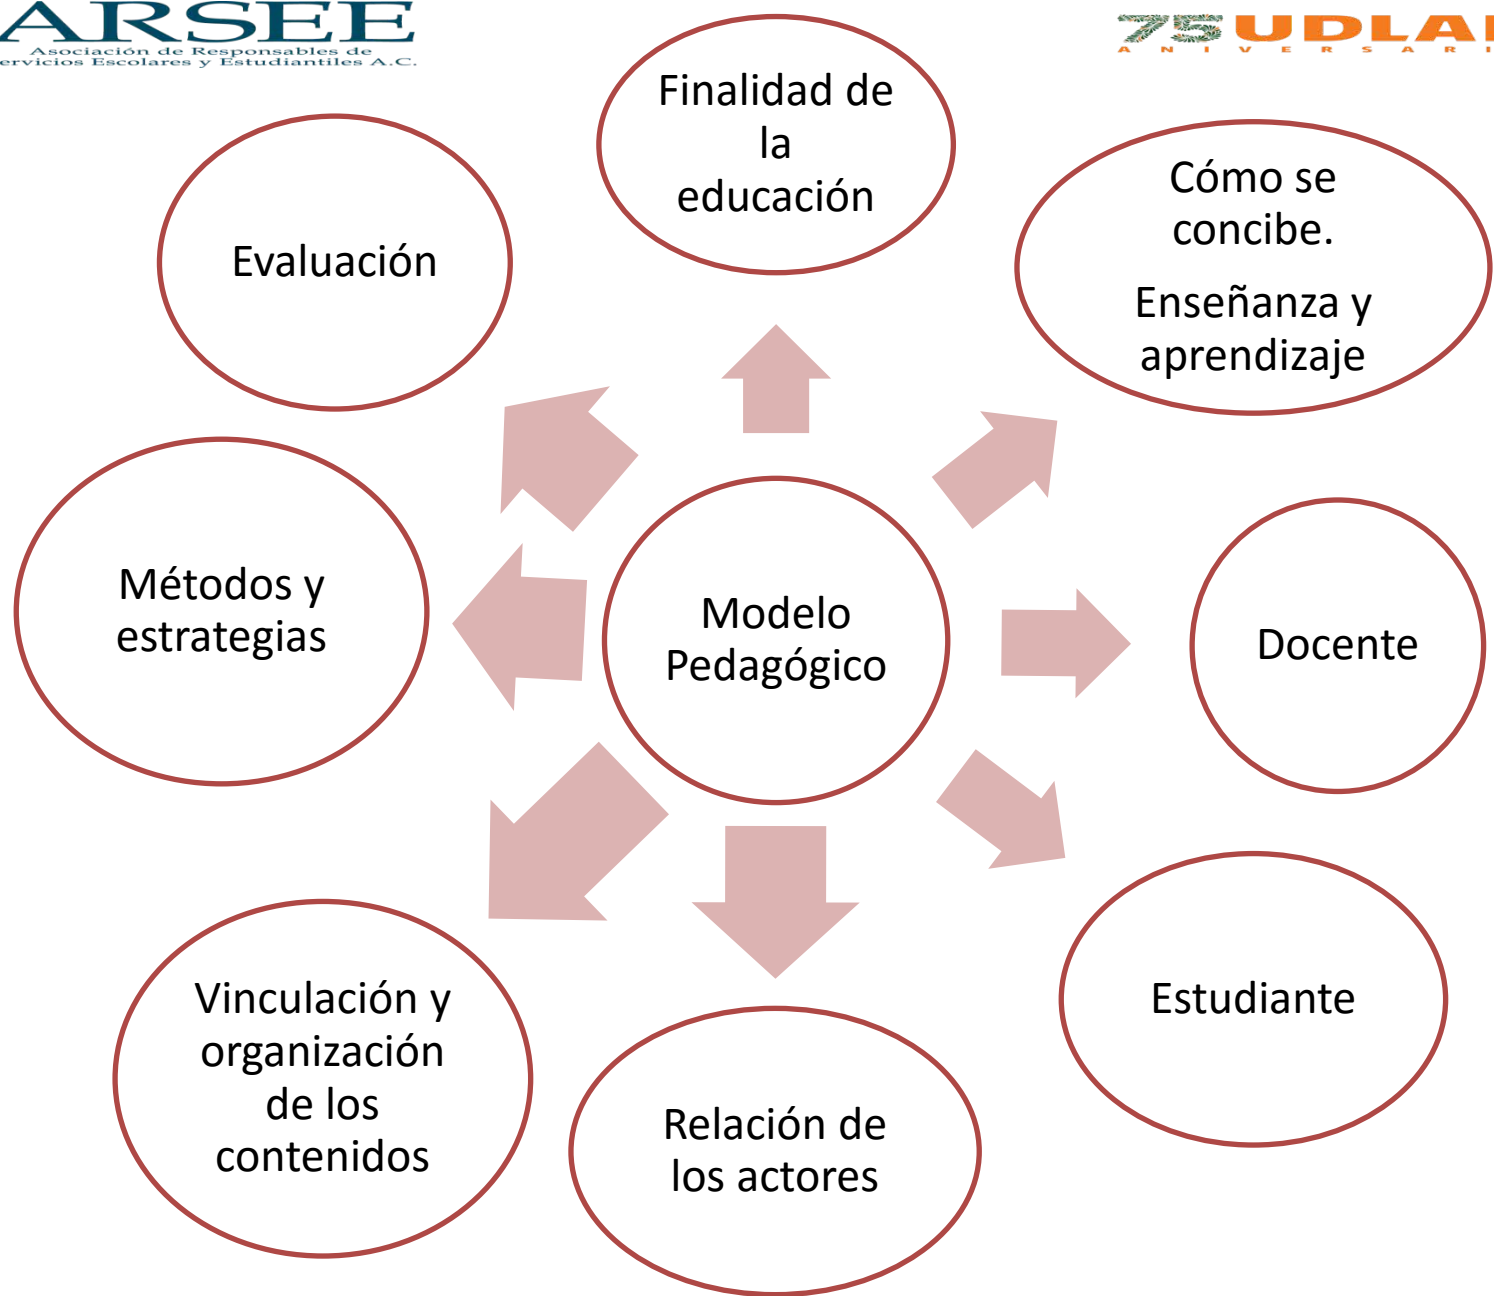 ARSEE
Asociación de Responsables de
ervicios Escolares y Estudiantiles A.C.
75 UDLA
ANIVERSARI
Finalidad de
la
educación
Cómo se
concibe.
Enseñanza y
aprendizaje
Evaluación
Métodos y
estrategias
Modelo
Pedagógico
Docente
Estudiante
Vinculación y
organización
de los
contenidos
Relación de
los actores